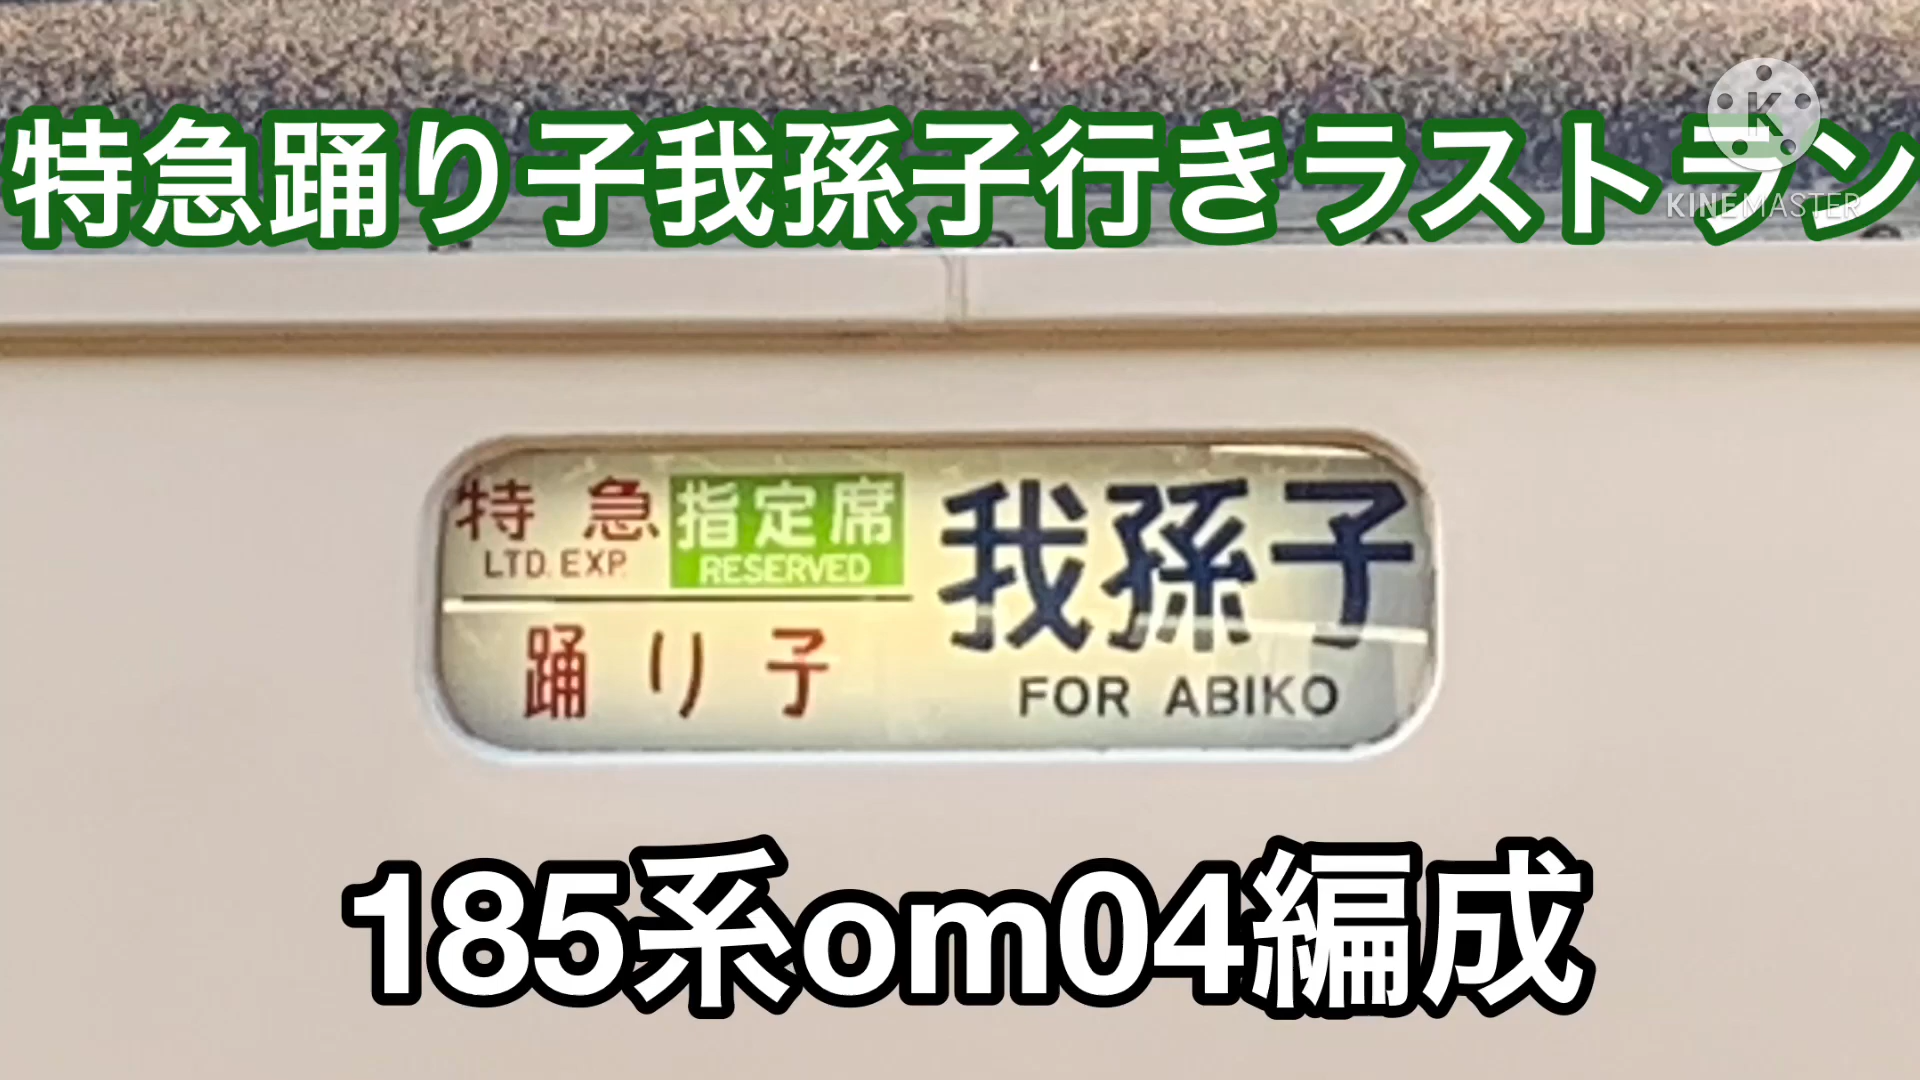 特急踊り子我孫子行きラストラン
K
KINEMASTER
特急 指定席 我孫子
LTD. EXP. RESERVED
踊り子 FOR ABIKO
185系om04編成